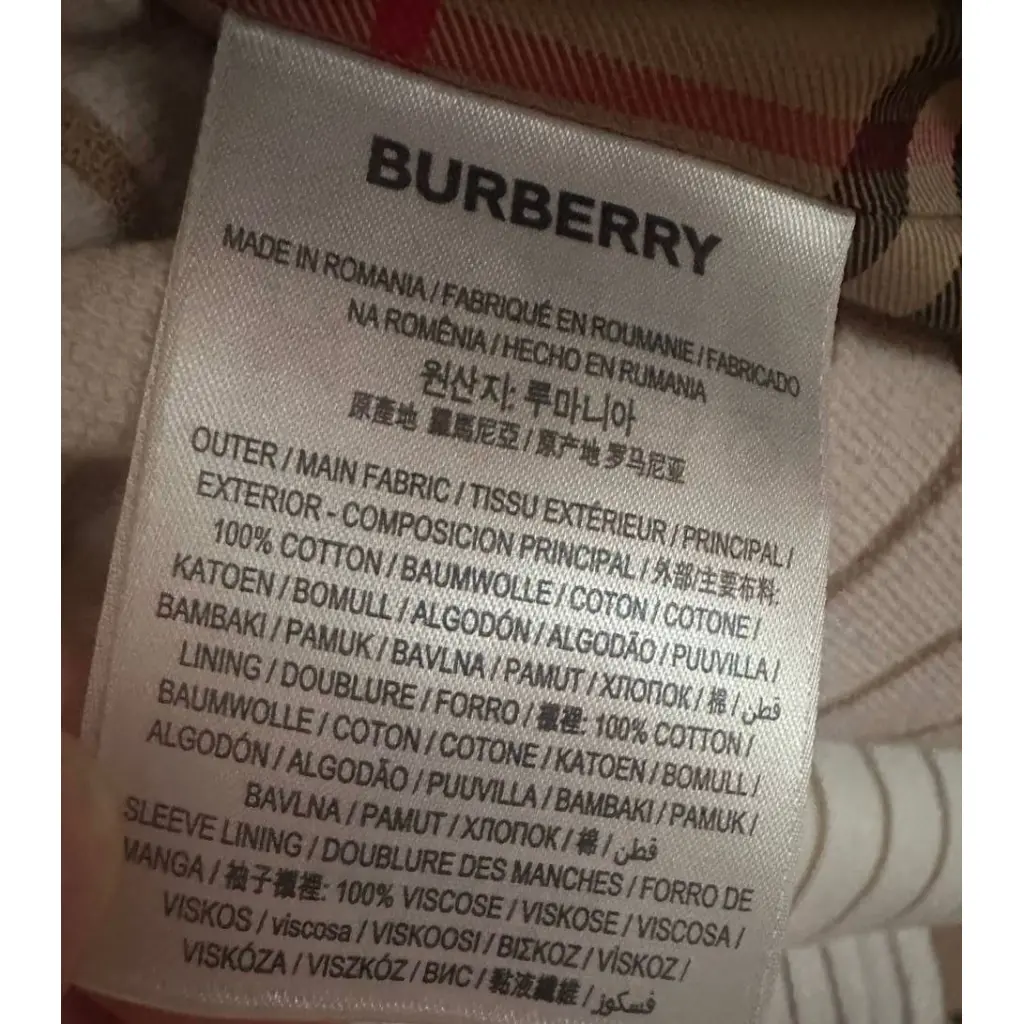 BURBERRY
MADE IN ROMANIA / FABRIQUÉ EN ROUMANIE / FABRICADO
NA ROMÊNIA / HECHO EN RUMANIA
원산지: 루마니아
原產地 羅馬尼亞 / 原产地 罗马尼亚
OUTER / MAIN FABRIC / TISSU EXTÉRIEUR / PRINCIPAL /
EXTERIOR - COMPOSICION PRINCIPAL / 外部/主要布料:
100% COTTON / BAUMWOLLE / COTON / COTONE /
KATOEN / BOMULL / ALGODÓN / ALGODÃO / PUUVILLA /
BAMBAKI / PAMUK / BAVLNA / PAMUT / ХЛОПОК / 棉 / قطن
LINING / DOUBLURE / FORRO / 襯裡: 100% COTTON /
BAUMWOLLE / COTON / COTONE / KATOEN / BOMULL /
ALGODÓN / ALGODÃO / PUUVILLA / BAMBAKI / PAMUK /
BAVLNA / PAMUT / ХЛОПОК / 棉 / قطن
SLEEVE LINING / DOUBLURE DES MANCHES / FORRO DE
MANGA / 袖子襯裡: 100% VISCOSE / VISKOSE / VISCOSA /
VISKOS / viscosa / VISKOOSI / ΒΙΣΚΟΖ / VİSKOZ /
VISKÓZA / VISZKÓZ / ВИС / 黏液纖維 / فسكوز